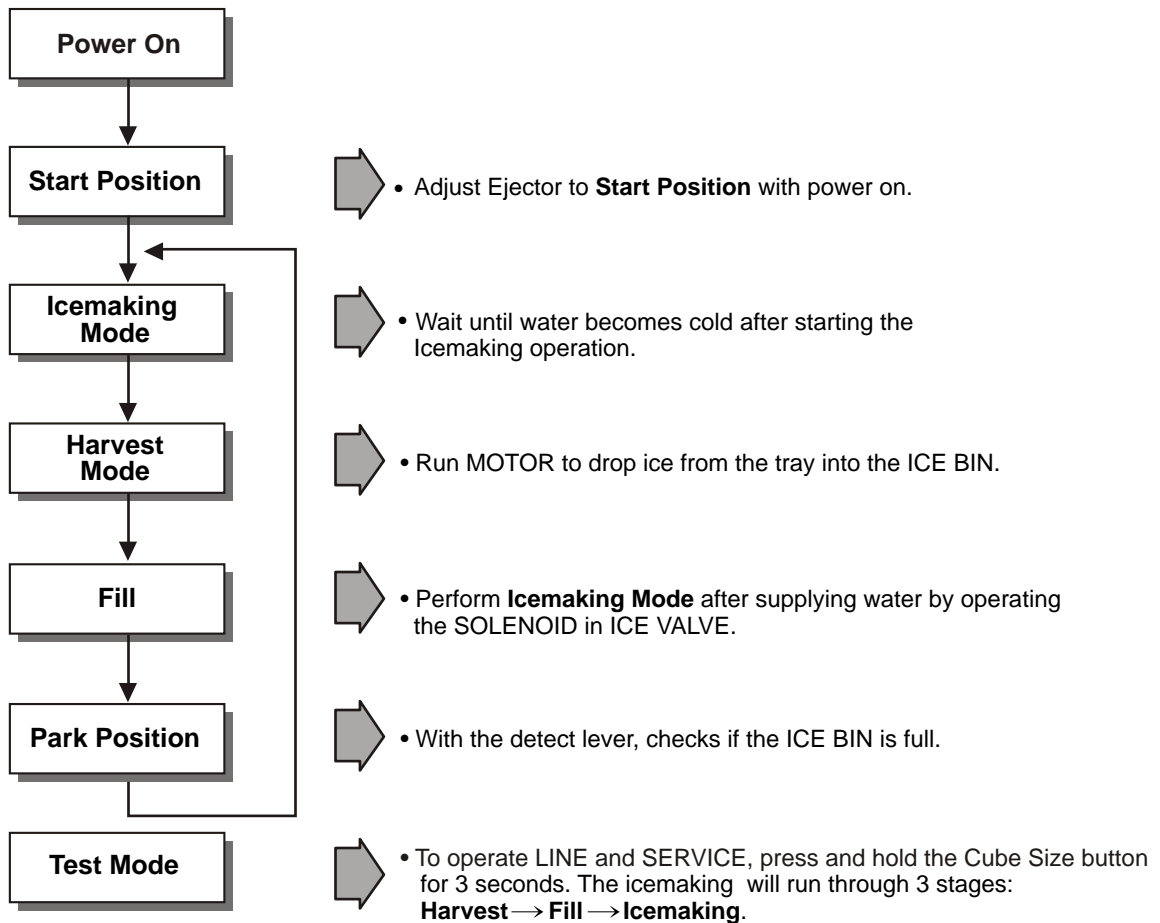 Power On
Start Position
• Adjust Ejector to Start Position with power on.
Icemaking
Mode
• Wait until water becomes cold after starting the
Icemaking operation.
Harvest
Mode
• Run MOTOR to drop ice from the tray into the ICE BIN.
Fill
• Perform Icemaking Mode after supplying water by operating
the SOLENOID in ICE VALVE.
Park Position
• With the detect lever, checks if the ICE BIN is full.
Test Mode
• To operate LINE and SERVICE, press and hold the Cube Size button
for 3 seconds. The icemaking will run through 3 stages:
Harvest → Fill → Icemaking.